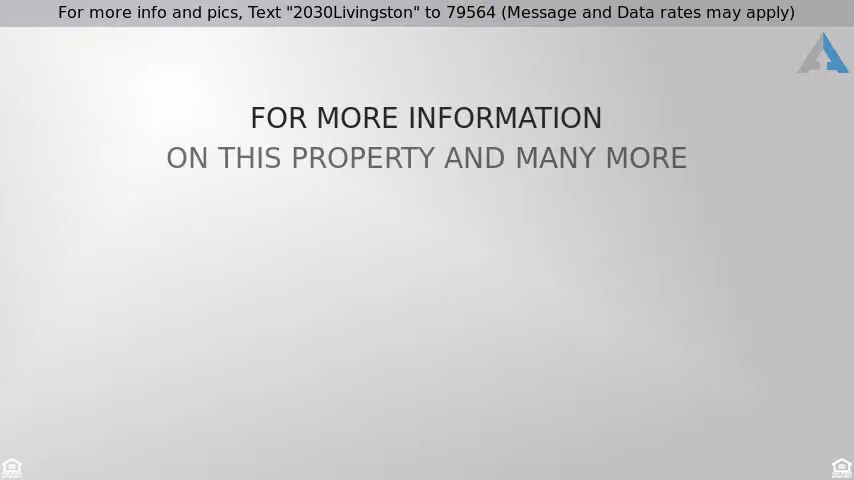 For more info and pics, Text "2030Livingston" to 79564 (Message and Data rates may apply)
FOR MORE INFORMATION
ON THIS PROPERTY AND MANY MORE